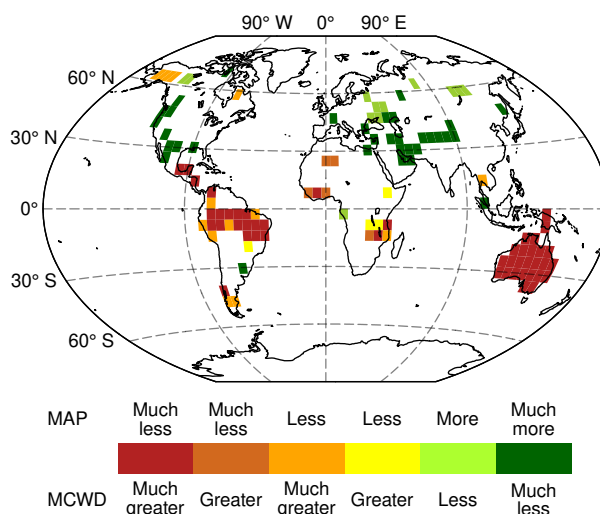 90° W 0° 90° E
60° N
30° N
0°
30° S
60° S
MAP Much less Much less Less Less More Much more
MCWD Much greater Greater Much greater Greater Less Much less